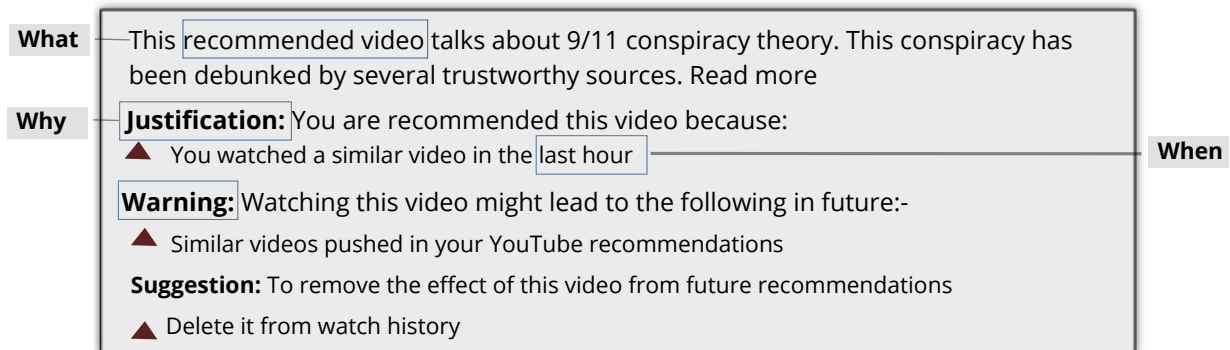 What
This recommended video talks about 9/11 conspiracy theory. This conspiracy has
been debunked by several trustworthy sources. Read more
Why
Justification: You are recommended this video because:
You watched a similar video in the last hour
When
Warning: Watching this video might lead to the following in future:-
Similar videos pushed in your YouTube recommendations
Suggestion: To remove the effect of this video from future recommendations
Delete it from watch history